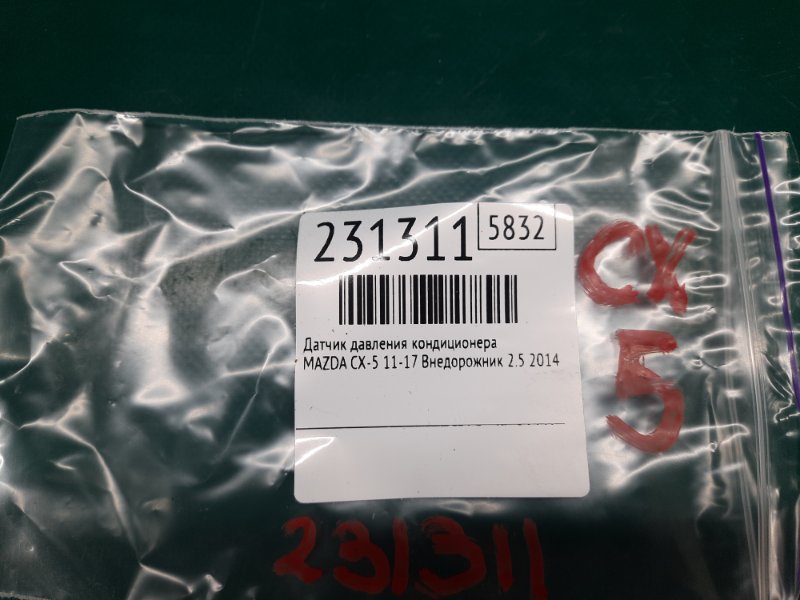 231311 5832
Датчик давления кондиционера
MAZDA CX-5 11-17 Внедорожник 2.5 2014
CX
5
231311